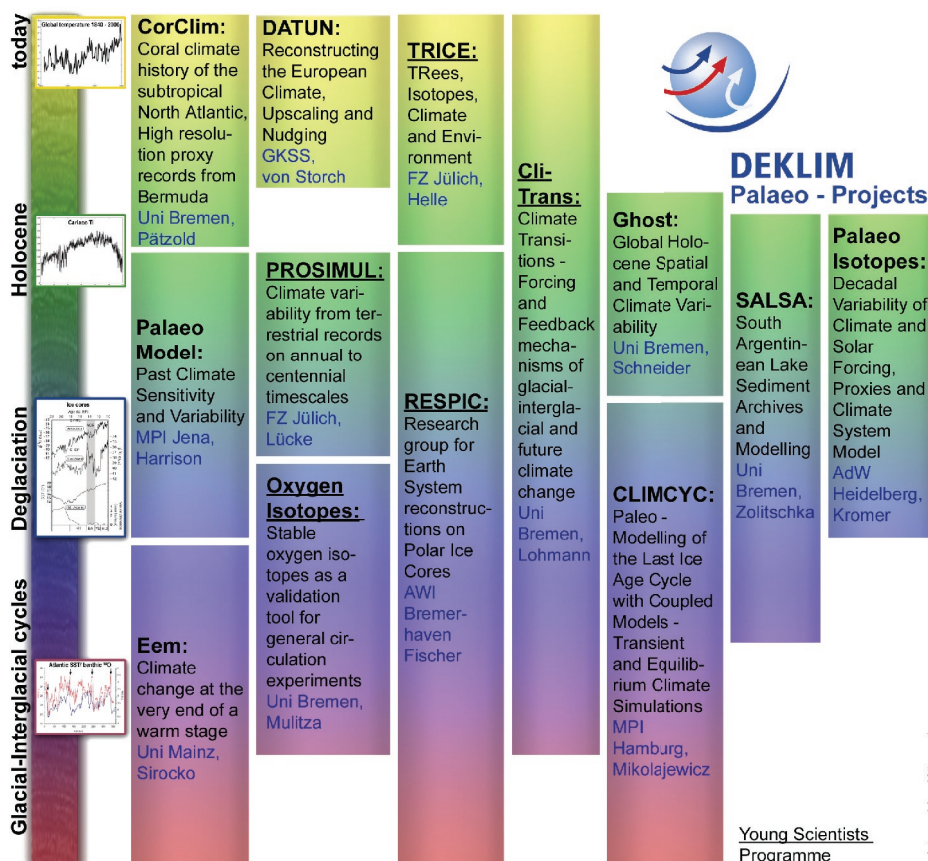 today
Holocene
Deglaciation
Glacial-Interglacial cycles
Global temperature 1840 - 2000
Cariaco Ti
Ice cores
Atlantic SST/ benthic
CorClim:
Coral climate
history of the
subtropical
North Atlantic,
High resolu-
tion proxy
records from
Bermuda
Uni Bremen,
Pätzold
Palaeo
Model:
Past Climate
Sensitivity
and Variability
MPI Jena,
Harrison
Eem:
Climate
change at the
very end of a
warm stage
Uni Mainz,
Sirocko
DATUN:
Reconstructing
the European
Climate,
Upscaling and
Nudging
GKSS,
von Storch
PROSIMUL:
Climate vari-
ability from ter-
restrial records
on annual to
centennial
timescales
FZ Jülich,
Lücke
Oxygen
Isotopes:
Stable
oxygen iso-
topes as a
validation
tool for
general cir-
culation
experiments
Uni Bremen,
Mulitza
TRICE:
TRees,
Isotopes,
Climate
and Envi-
ronment
FZ Jülich,
Helle
RESPIC:
Research
group for
Earth
System
reconstruc-
tions on
Polar Ice
Cores
AWI
Bremer-
haven
Fischer
Cli-
Trans:
Climate
Transi-
tions -
Forcing
and
Feedback
mecha-
nisms of
glacial-
intergla-
cial and
future
climate
change
Uni
Bremen,
Lohmann
Ghost:
Global Holo-
cene Spatial
and Temporal
Climate Vari-
ability
Uni Bremen,
Schneider
CLIMCYC:
Paleo -
Modelling of
the Last Ice
Age Cycle
with Coupled
Models -
Transient
and Equilib-
rium Climate
Simulations
MPI
Hamburg,
Mikolajewicz
DEKLIM
Palaeo - Projects
SALSA:
South
Argentin-
ean Lake
Sediment
Archives
and
Modelling
Uni
Bremen,
Zolitschka
Palaeo
Isotopes:
Decadal
Variability of
Climate and
Solar
Forcing,
Proxies and
Climate
System
Model
AdW
Heidelberg,
Kromer
Young Scientists
Programme